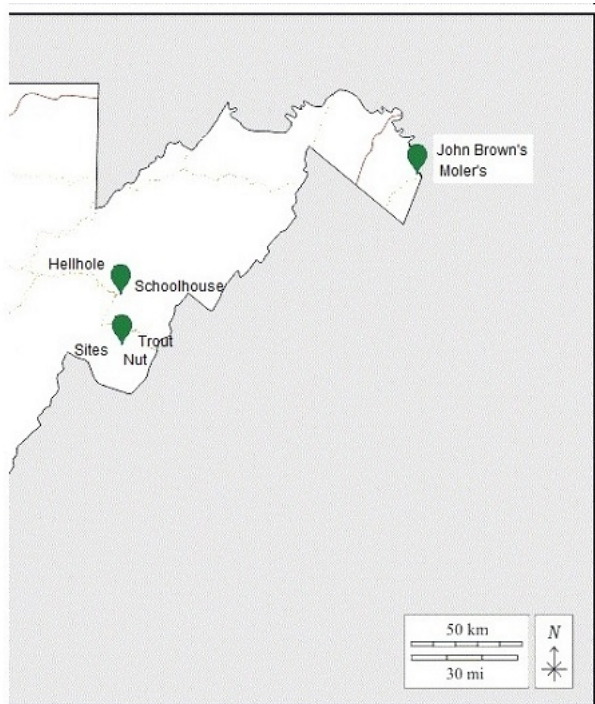 John Brown's
Moler's
Hellhole
Schoolhouse
Trout
Sites
Nut
50 km
30 mi
N